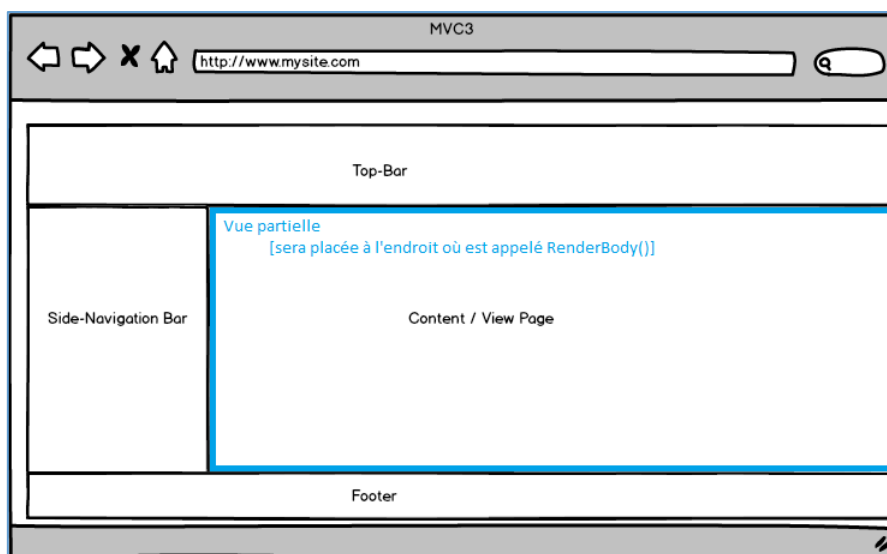 MVC3
http://www.mysite.com
Top-Bar
Vue partielle
[sera placée à l'endroit où est appelé RenderBody()]
Side-Navigation Bar
Content / View Page
Footer